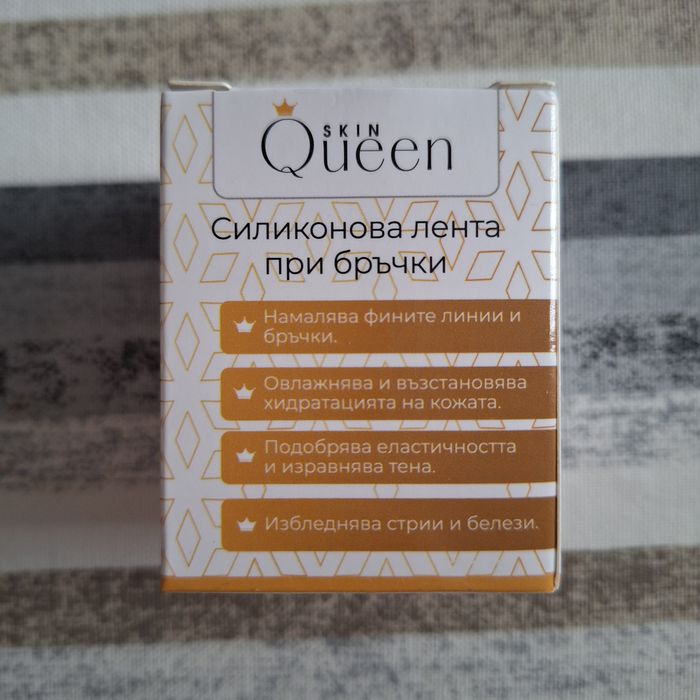 SKIN
Queen
Силиконова лента
при бръчки
Намалява фините линии и
бръчки.
Овлажнява и възстановява
хидратацията на кожата.
Подобрява еластичността
и изравнява тена.
Избледнява стрии и белези.